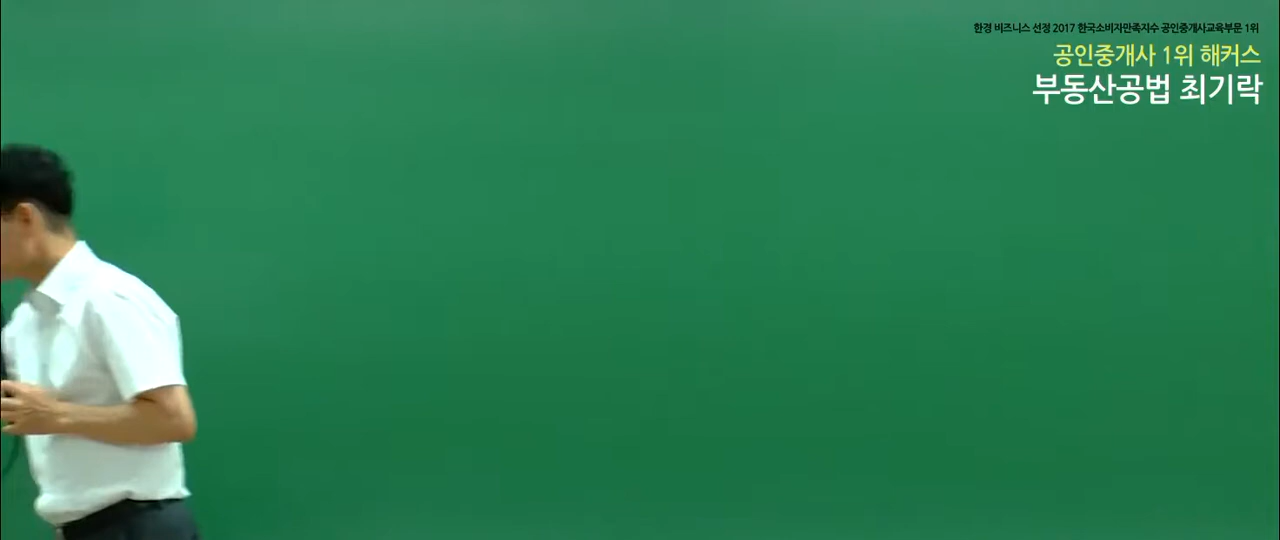 한경 비즈니스 선정 2017 한국소비자만족지수 공인중개사교육부문 1위
공인중개사 1위 해커스
부동산공법 최기락